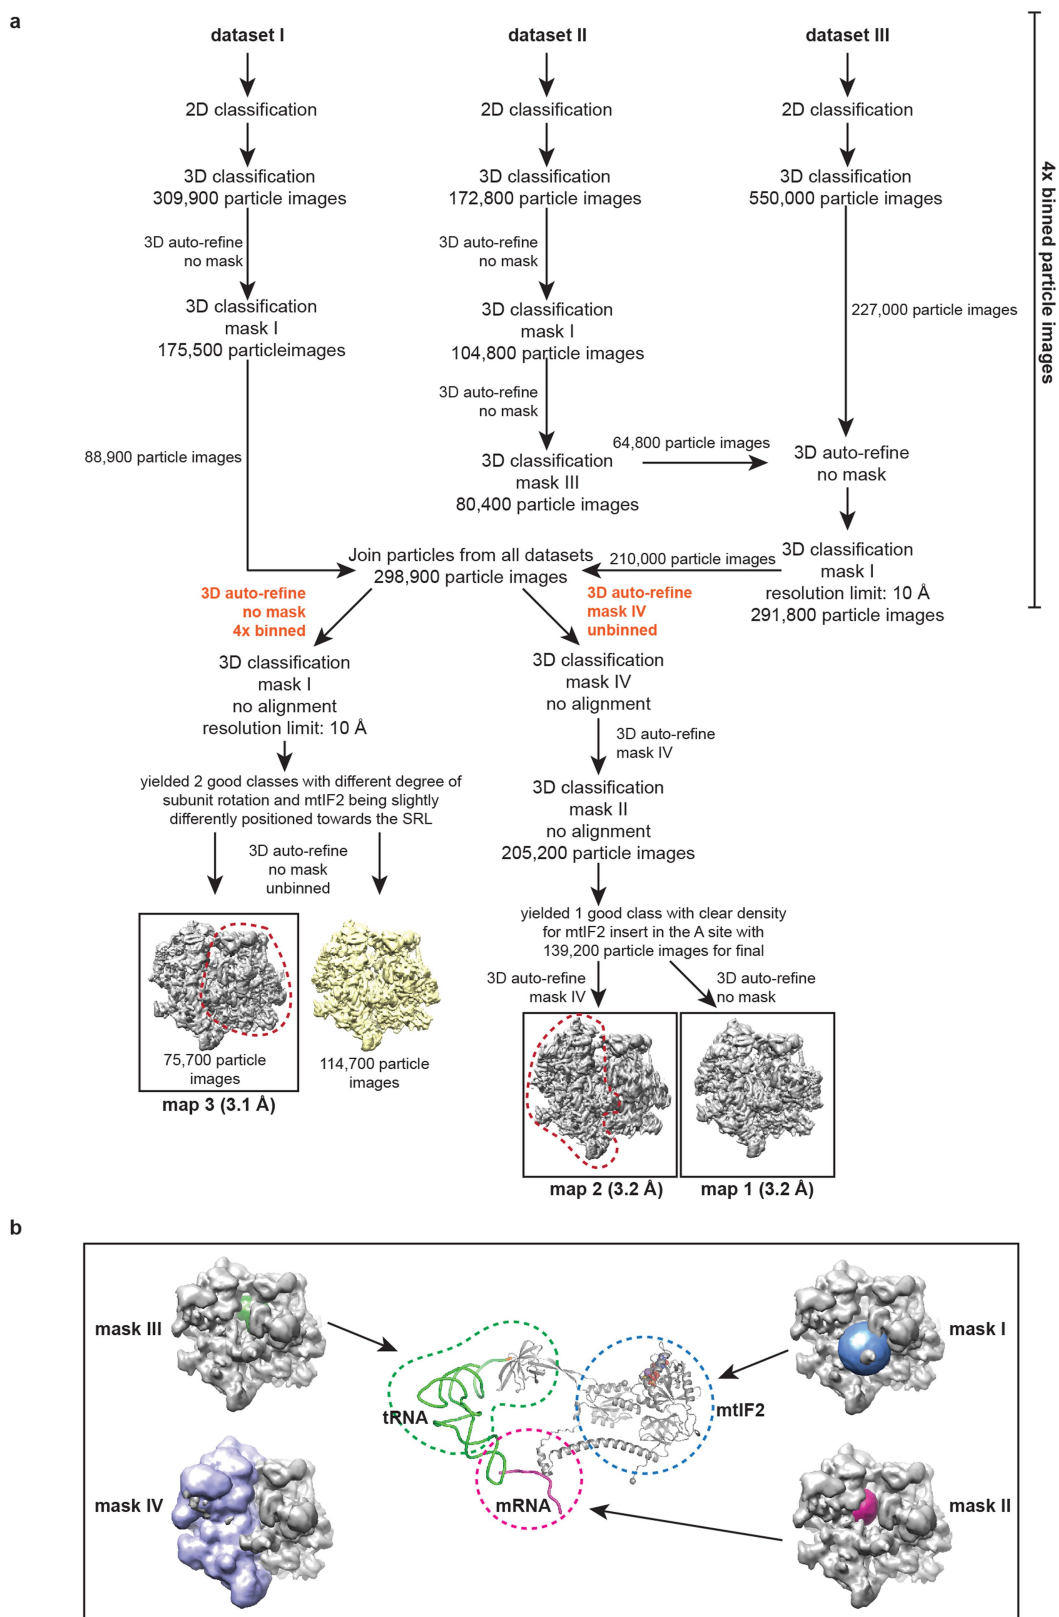 a
dataset I
dataset II
dataset III
2D classification
2D classification
2D classification
3D classification
309,900 particle images
3D classification
172,800 particle images
3D classification
550,000 particle images
4x binned particle images
3D auto-refine
no mask
3D auto-refine
no mask
3D classification
mask I
175,500 particleimages
3D classification
mask I
104,800 particle images
227,000 particle images
3D auto-refine
no mask
88,900 particle images
3D classification
mask III
80,400 particle images
64,800 particle images
3D auto-refine
no mask
Join particles from all datasets
298,900 particle images
210,000 particle images
3D classification
mask I
resolution limit: 10 Å
291,800 particle images
3D auto-refine
no mask
4x binned
3D auto-refine
mask IV
unbinned
3D classification
mask I
no alignment
resolution limit: 10 Å
3D classification
mask IV
no alignment
3D auto-refine
mask IV
yielded 2 good classes with different degree of
subunit rotation and mtIF2 being slightly
differently positioned towards the SRL
3D classification
mask II
no alignment
205,200 particle images
3D auto-refine
no mask
unbinned
yielded 1 good class with clear density
for mtIF2 insert in the A site with
139,200 particle images for final
3D auto-refine
mask IV
3D auto-refine
no mask
75,700 particle
images
114,700 particle
images
map 3 (3.1 Å)
map 2 (3.2 Å)
map 1 (3.2 Å)
b
mask III
mask I
tRNA
mtIF2
mask IV
mRNA
mask II